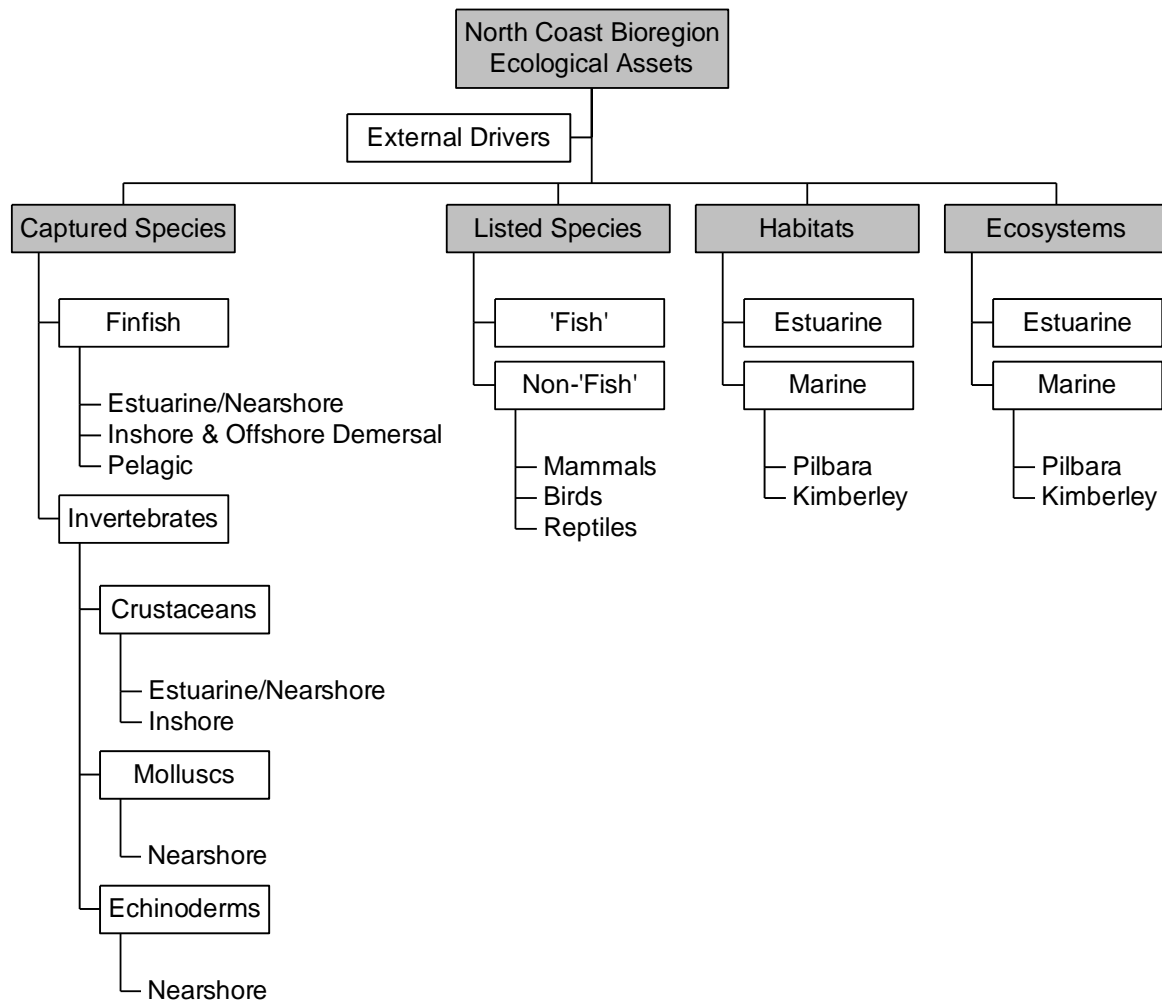 North Coast Bioregion
Ecological Assets
External Drivers
Captured Species
Finfish
Estuarine/Nearshore
Inshore & Offshore Demersal
Pelagic
Invertebrates
Crustaceans
Estuarine/Nearshore
Inshore
Molluscs
Nearshore
Echinoderms
Nearshore
Listed Species
'Fish'
Non-'Fish'
Mammals
Birds
Reptiles
Habitats
Estuarine
Marine
Pilbara
Kimberley
Ecosystems
Estuarine
Marine
Pilbara
Kimberley